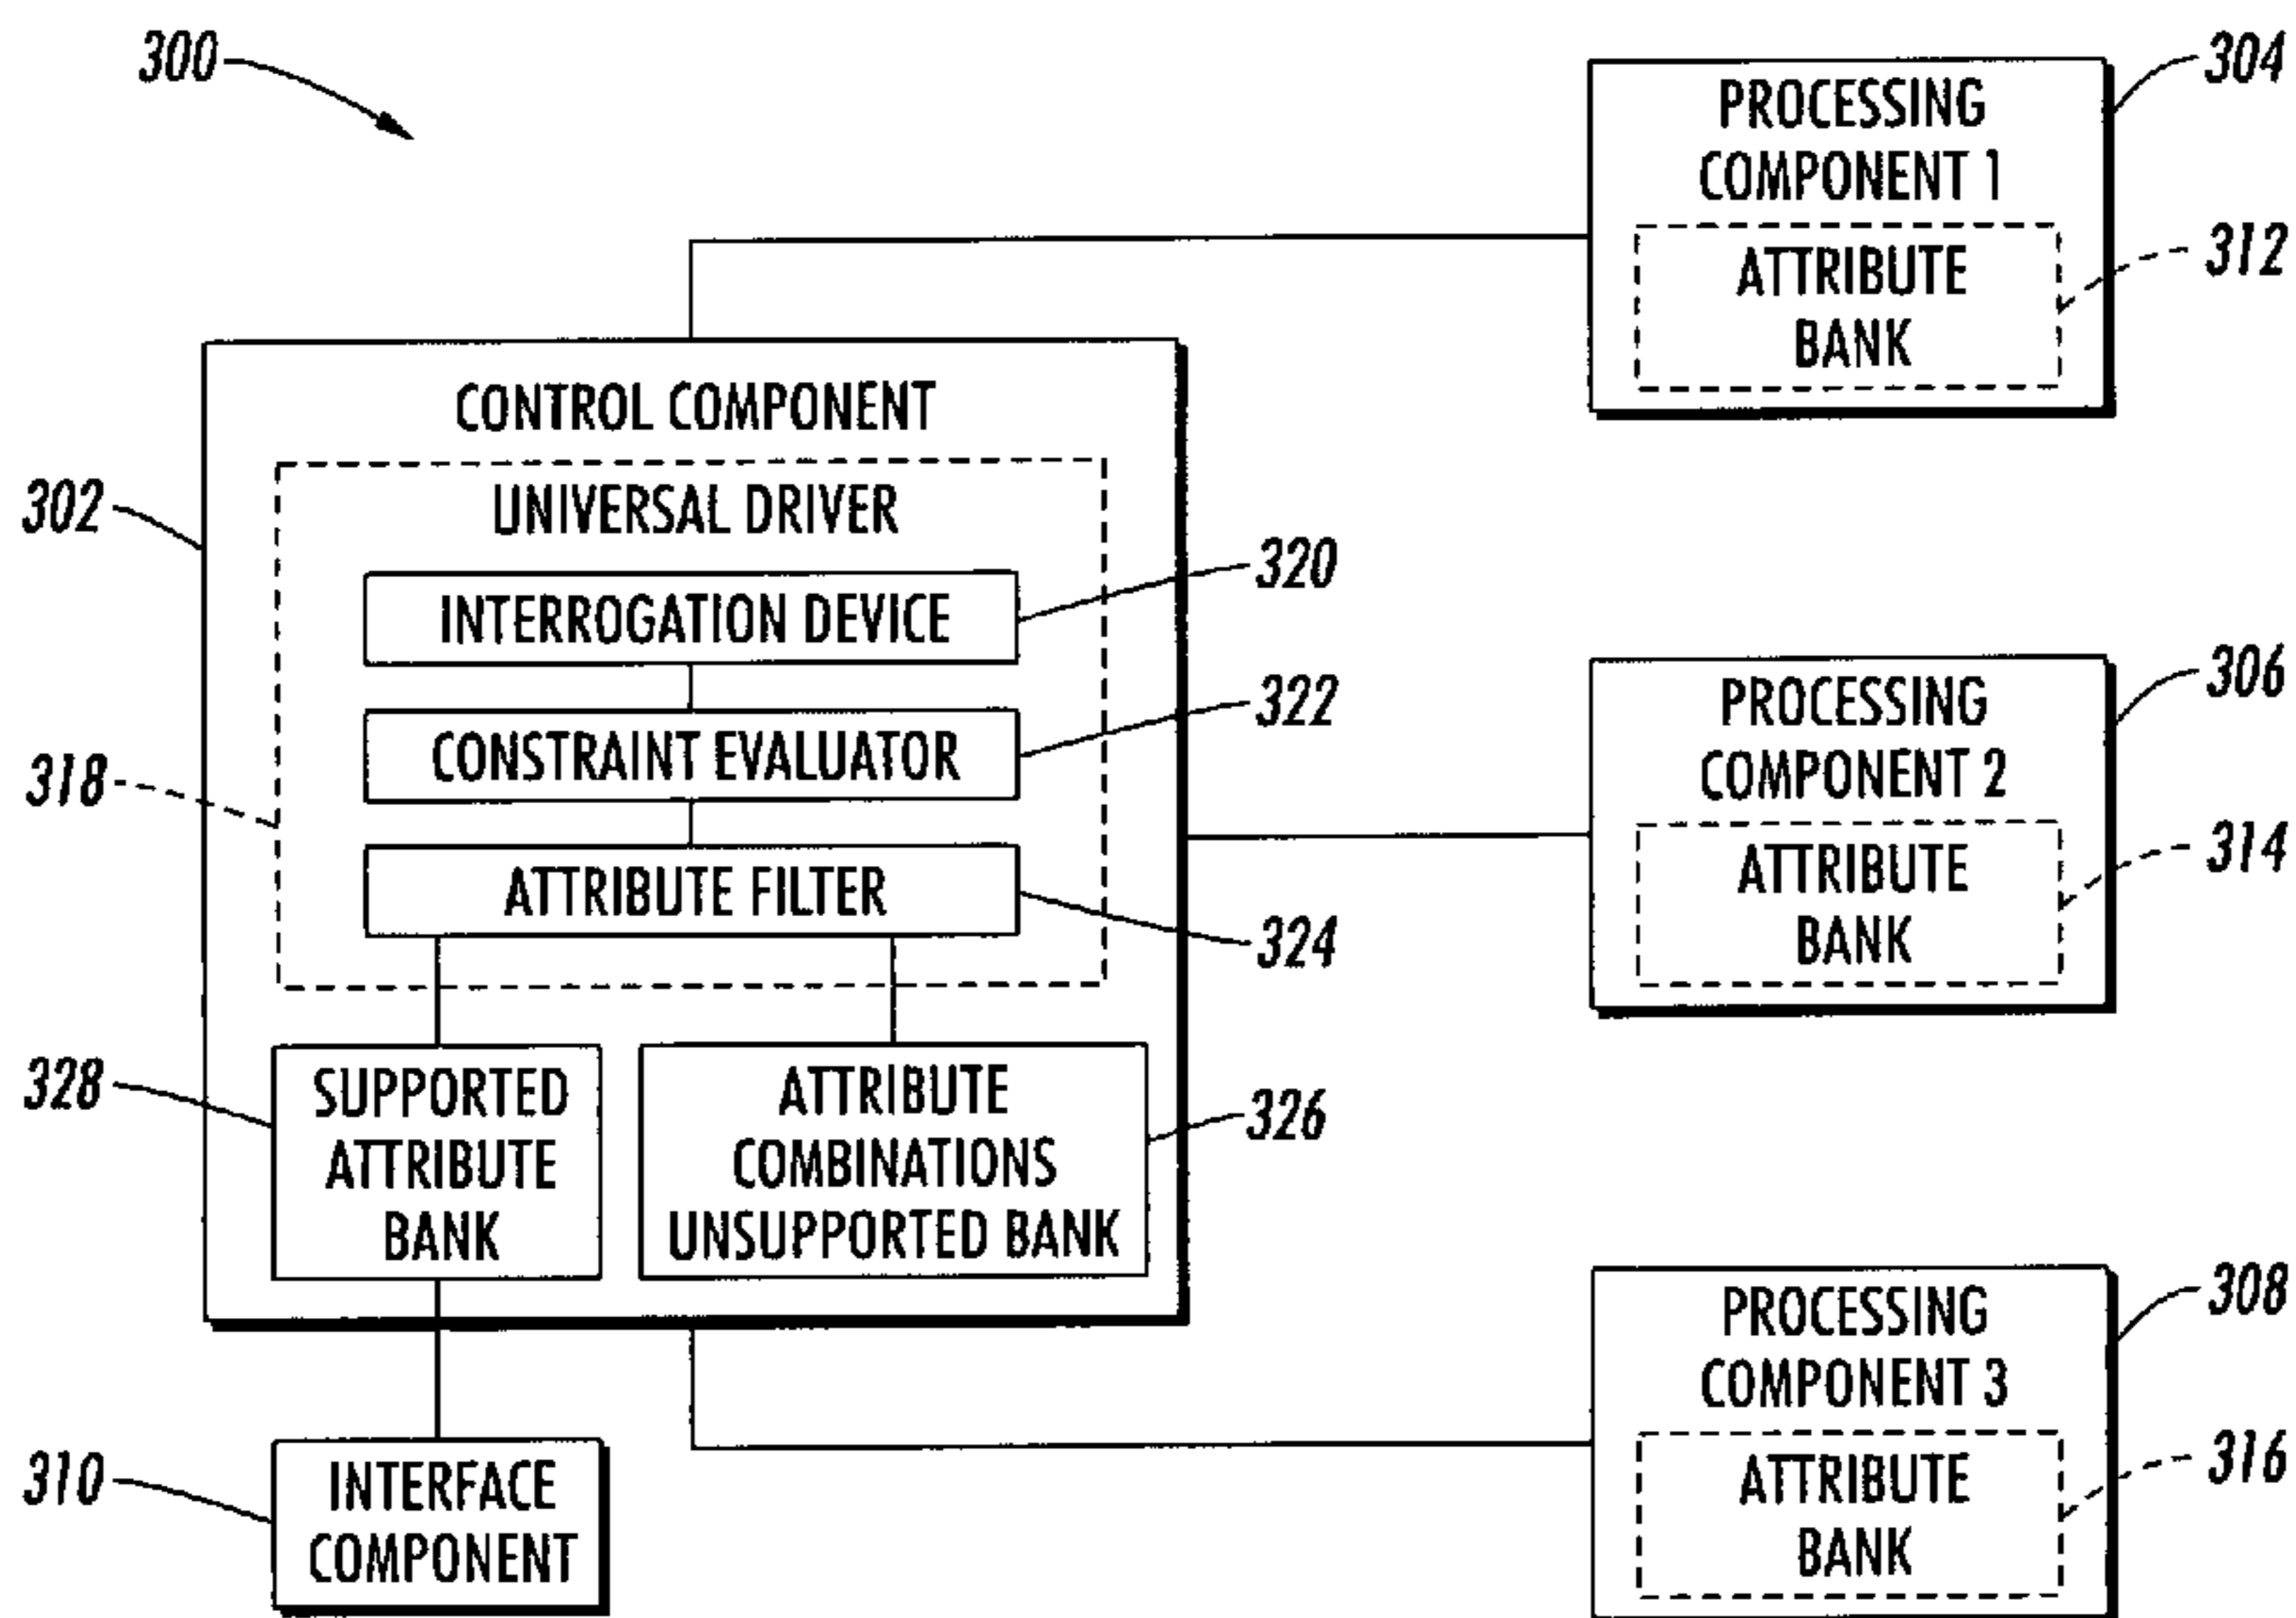 300
304
PROCESSING
COMPONENT 1
312
ATTRIBUTE
BANK
CONTROL COMPONENT
302
UNIVERSAL DRIVER
320
INTERROGATION DEVICE
322
CONSTRAINT EVALUATOR
318
ATTRIBUTE FILTER
324
306
PROCESSING
COMPONENT 2
314
ATTRIBUTE
BANK
328
SUPPORTED
ATTRIBUTE
BANK
ATTRIBUTE
COMBINATIONS
UNSUPPORTED BANK
326
308
PROCESSING
COMPONENT 3
316
ATTRIBUTE
BANK
310
INTERFACE
COMPONENT